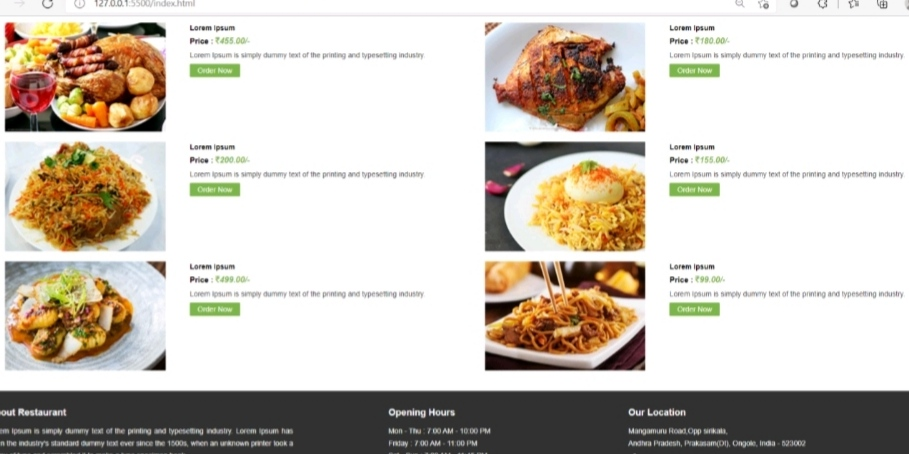 127.0.0.1:5500/index.html
Lorem Ipsum
Price : ₹455.00/-
Lorem Ipsum is simply dummy text of the printing and typesetting industry.
Order Now
Lorem Ipsum
Price : ₹180.00/-
Lorem Ipsum is simply dummy text of the printing and typesetting industry.
Order Now
Lorem Ipsum
Price : ₹200.00/-
Lorem Ipsum is simply dummy text of the printing and typesetting industry.
Order Now
Lorem Ipsum
Price : ₹155.00/-
Lorem Ipsum is simply dummy text of the printing and typesetting industry.
Order Now
Lorem Ipsum
Price : ₹499.00/-
Lorem Ipsum is simply dummy text of the printing and typesetting industry.
Order Now
Lorem Ipsum
Price : ₹99.00/-
Lorem Ipsum is simply dummy text of the printing and typesetting industry.
Order Now
out Restaurant
em Ipsum is simply dummy text of the printing and typesetting industry. Lorem Ipsum has
n the industry's standard dummy text ever since the 1500s, when an unknown printer took a
Opening Hours
Mon - Thu : 7:00 AM - 10:00 PM
Friday : 7:00 AM - 11:00 PM
Our Location
Mangamuru Road,Opp
Andhra Pradesh, Prakasam(Dt), Ongole, India - 523002